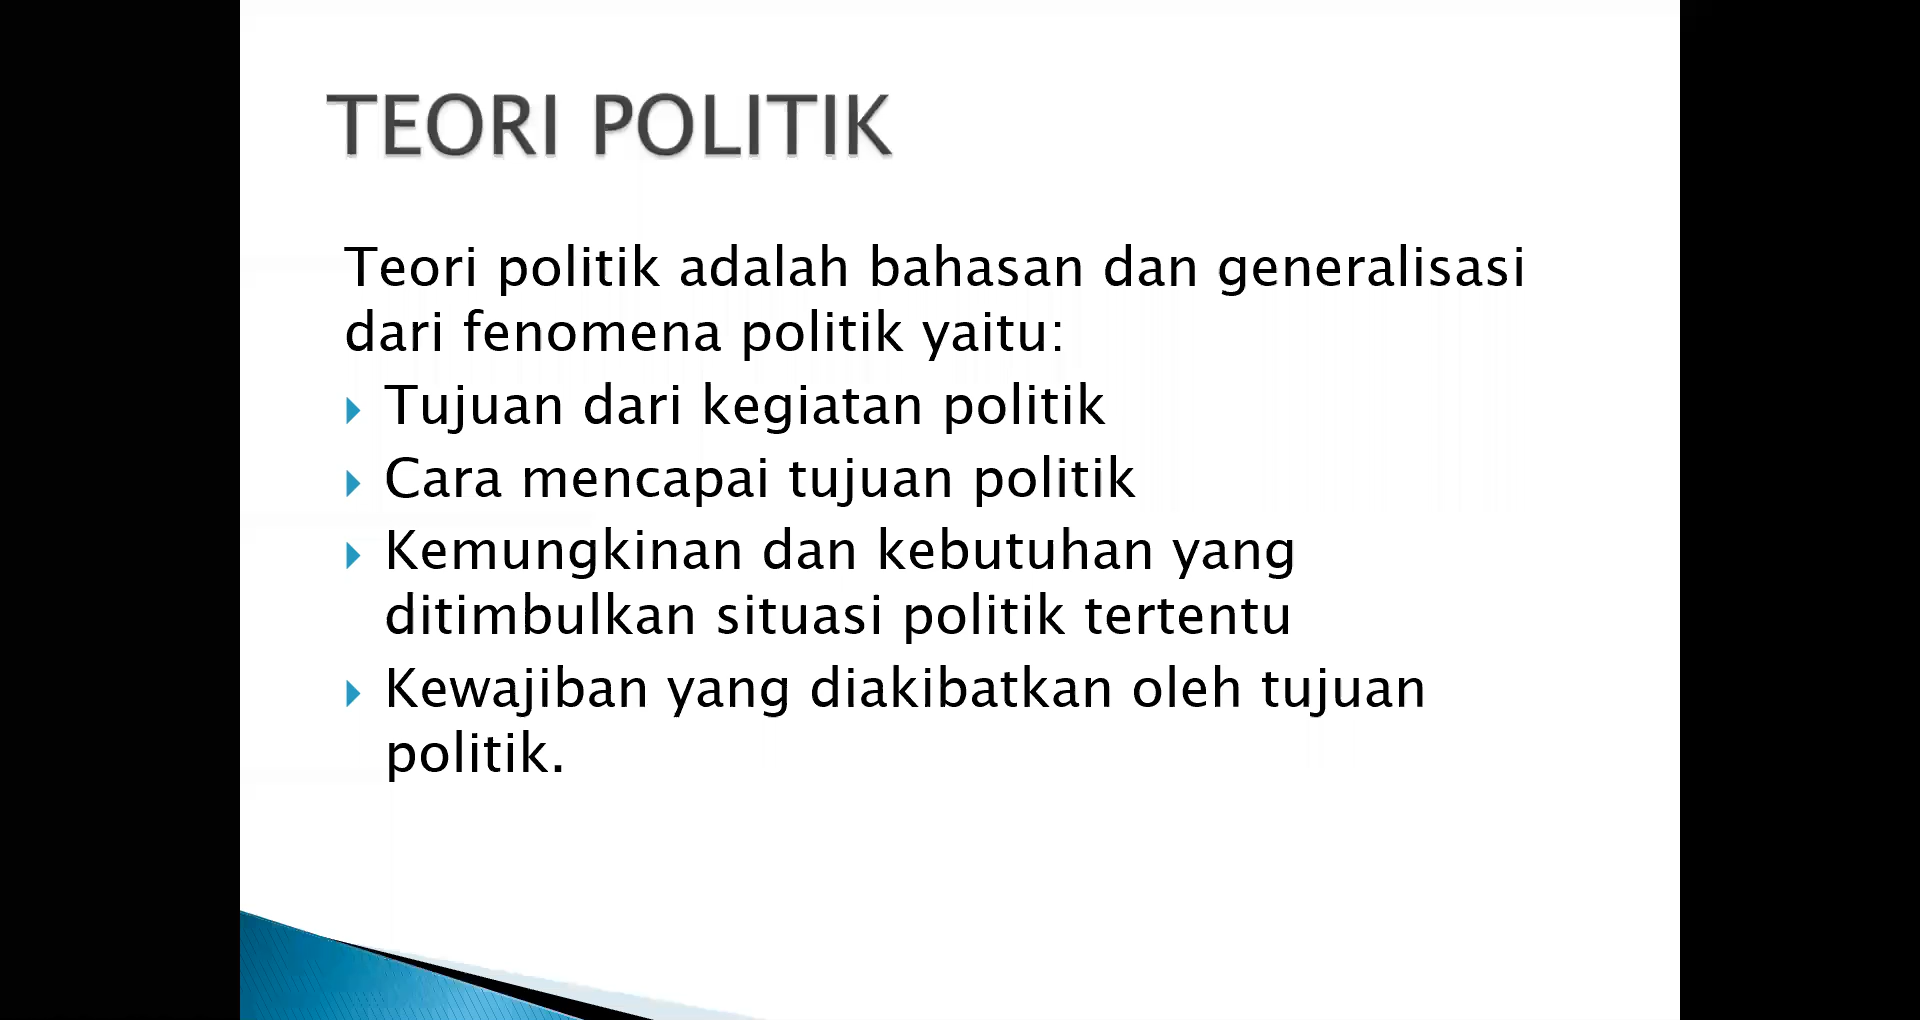 TEORI POLITIK
Teori politik adalah bahasan dan generalisasi
dari fenomena politik yaitu:
Tujuan dari kegiatan politik
Cara mencapai tujuan politik
Kemungkinan dan kebutuhan yang
ditimbulkan situasi politik tertentu
Kewajiban yang diakibatkan oleh tujuan
politik.